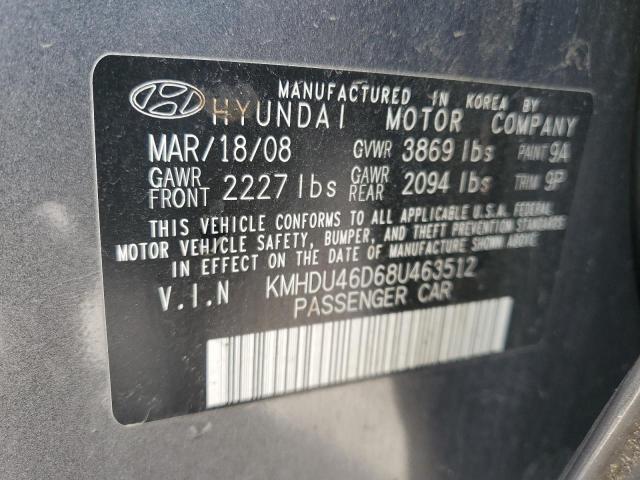 MANUFACTURED IN KOREA BY
HYUNDAI MOTOR COMPANY
MAR/18/08 GVWR 3869 lbs PAINT 9A
GAWR FRONT 2227 lbs GAWR REAR 2094 lbs TRIM 9P
THIS VEHICLE CONFORMS TO ALL APPLICABLE U.S.A. FEDERAL
MOTOR VEHICLE SAFETY, BUMPER, AND THEFT PREVENTION STANDARDS
IN EFFECT ON THE DATE OF MANUFACTURE SHOWN ABOVE.
V.I.N KMHDU46D68U463512
PASSENGER CAR